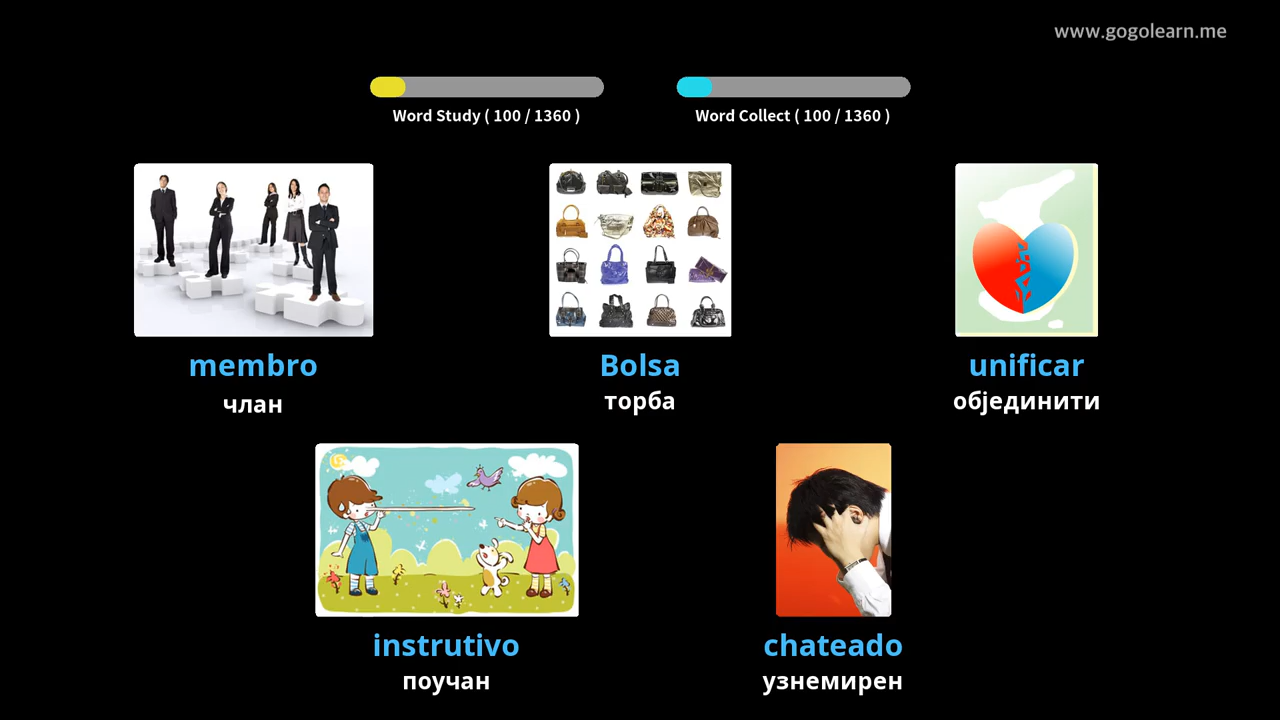 www.gogolearn.me
Word Study ( 100 / 1360 )
Word Collect ( 100 / 1360 )
membro
члан
Bolsa
торба
unificar
објединити
instrutivo
поучан
chateado
узнемирен